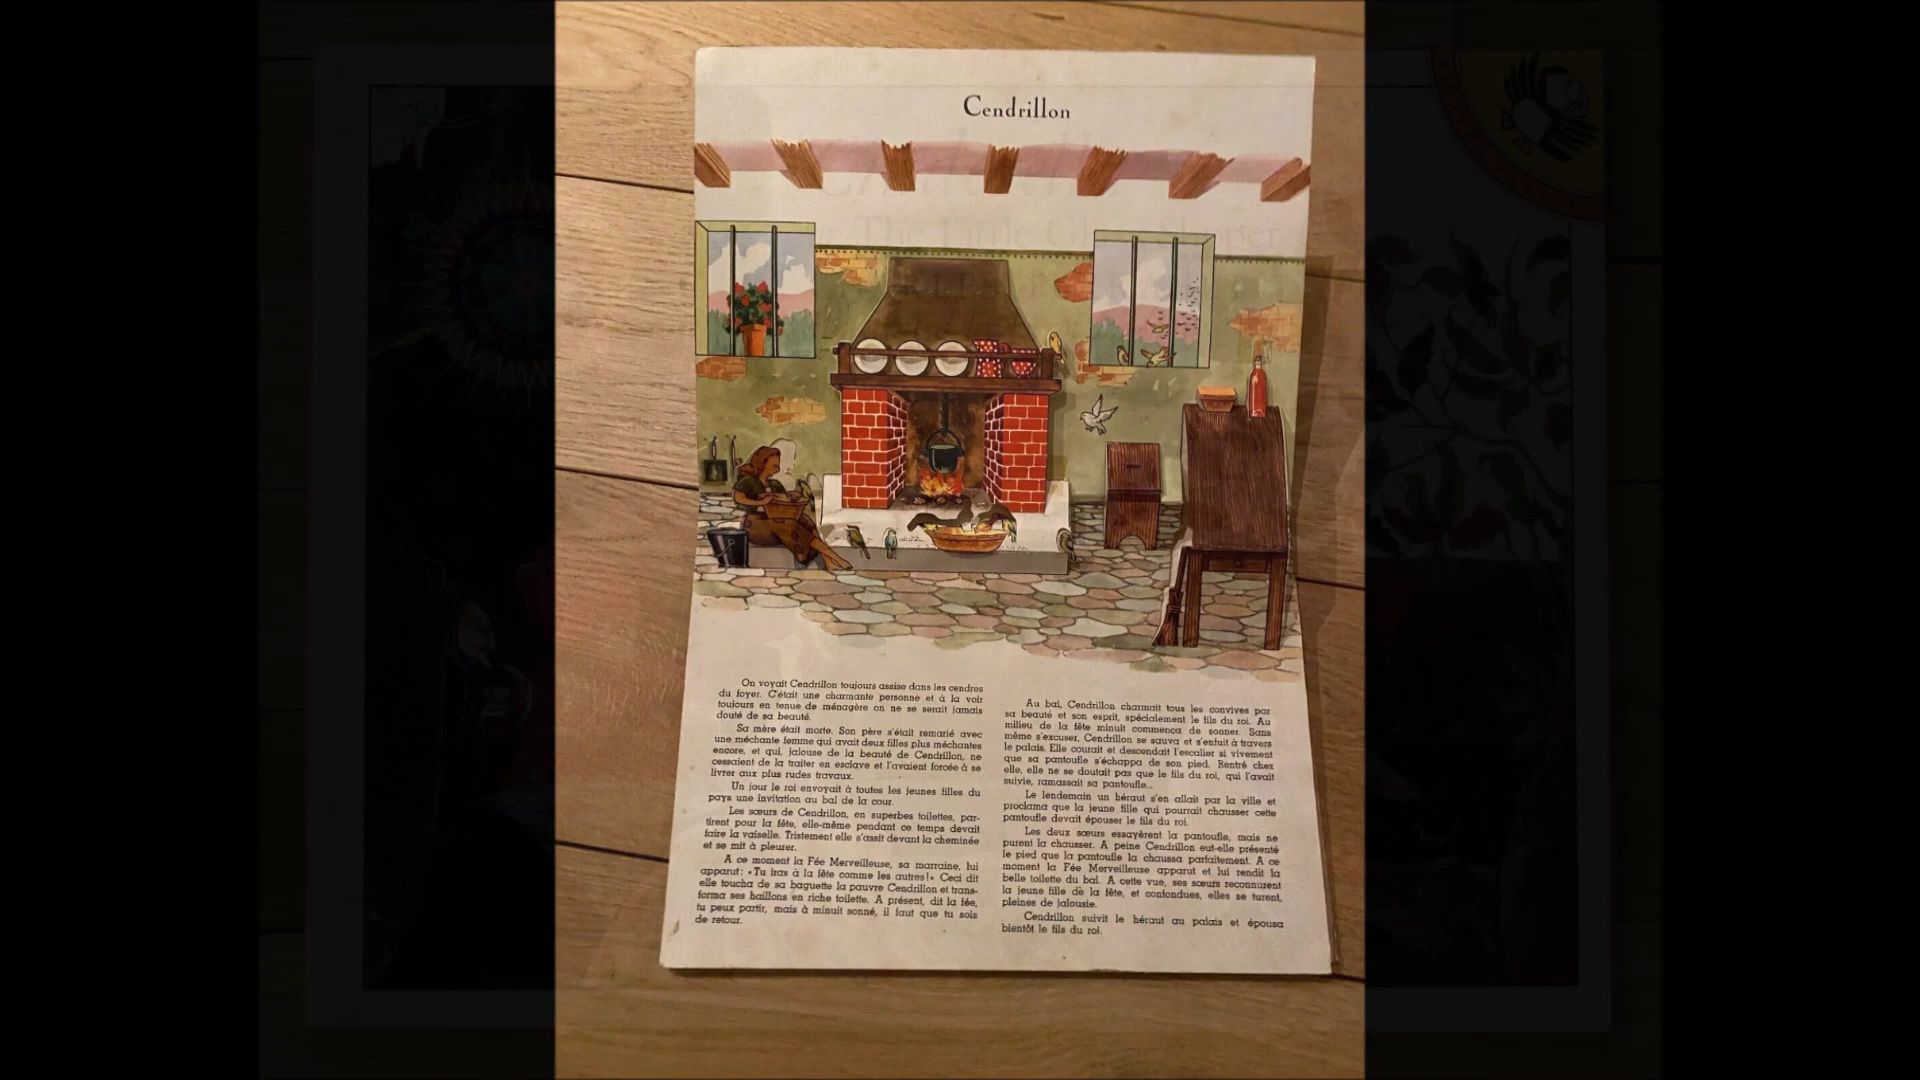 Cendrillon
On voyait Cendrillon toujours assise dans les cendres
du foyer. C'était une charmante personne et à la voir
toujours en tenue de ménagère on ne se serait jamais
douté de sa beauté.
Sa mère était morte. Son père s'était remarié avec
une méchante femme qui avait deux filles plus méchantes
encore, et qui, jalouse de la beauté de Cendrillon, ne
cessaient de la traiter en esclave et l'avaient forcée à se
livrer aux plus rudes travaux.
Un jour le roi envoyait à toutes les jeunes filles du
pays une invitation au bal de la cour.
Les sœurs de Cendrillon, en superbes toilettes, par-
tirent pour la fête, elle-même pendant ce temps devait
faire la vaiselle. Tristement elle s'assit devant la cheminée
et se mit à pleurer.
A ce moment la Fée Merveilleuse, sa marraine, lui
apparut: «Tu iras à la fête comme les autres!» Ceci dit
elle toucha de sa baguette la pauvre Cendrillon et trans-
forma ses haillons en riche toilette. A présent, dit la fée,
tu peux partir, mais à minuit sonné, il faut que tu sois
de retour.
Au bal, Cendrillon charmait tous les convives par
sa beauté et son esprit, spécialement le fils du roi. Au
milieu de la fête minuit commença de sonner. Sans
même s'excuser, Cendrillon se sauva et s'enfuit à travers
le palais. Elle courait et descendait l'escalier si vivement
que sa pantoufle s'échappa de son pied. Rentré chez
elle, elle ne se doutait pas que le fils du roi, qui l'avait
suivie, ramassait sa pantoufle...
Le lendemain un héraut s'en allait par la ville et
proclama que la jeune fille qui pourrait chausser cette
pantoufle devait épouser le fils du roi.
Les deux sœurs essayèrent la pantoufle, mais ne
purent la chausser. A peine Cendrillon eut-elle présenté
le pied que la pantoufle la chaussa parfaitement. A ce
moment la Fée Merveilleuse apparut et lui rendit la
belle toilette du bal. A cette vue, ses sœurs reconnurent
la jeune fille de la fête, et confondues, elles se turent,
pleines de jalousie.
Cendrillon suivit le héraut au palais et épousa
bientôt le fils du roi.